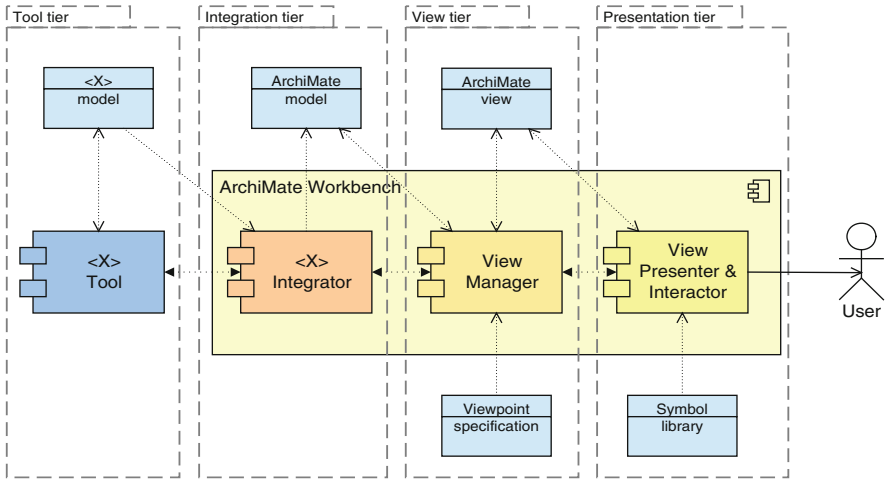 Tool tier
Integration tier
View tier
Presentation tier
<X>
model
ArchiMate
model
ArchiMate
view
ArchiMate Workbench
<X>
Tool
<X>
Integrator
View
Manager
View
Presenter &
Interactor
User
Viewpoint
specification
Symbol
library